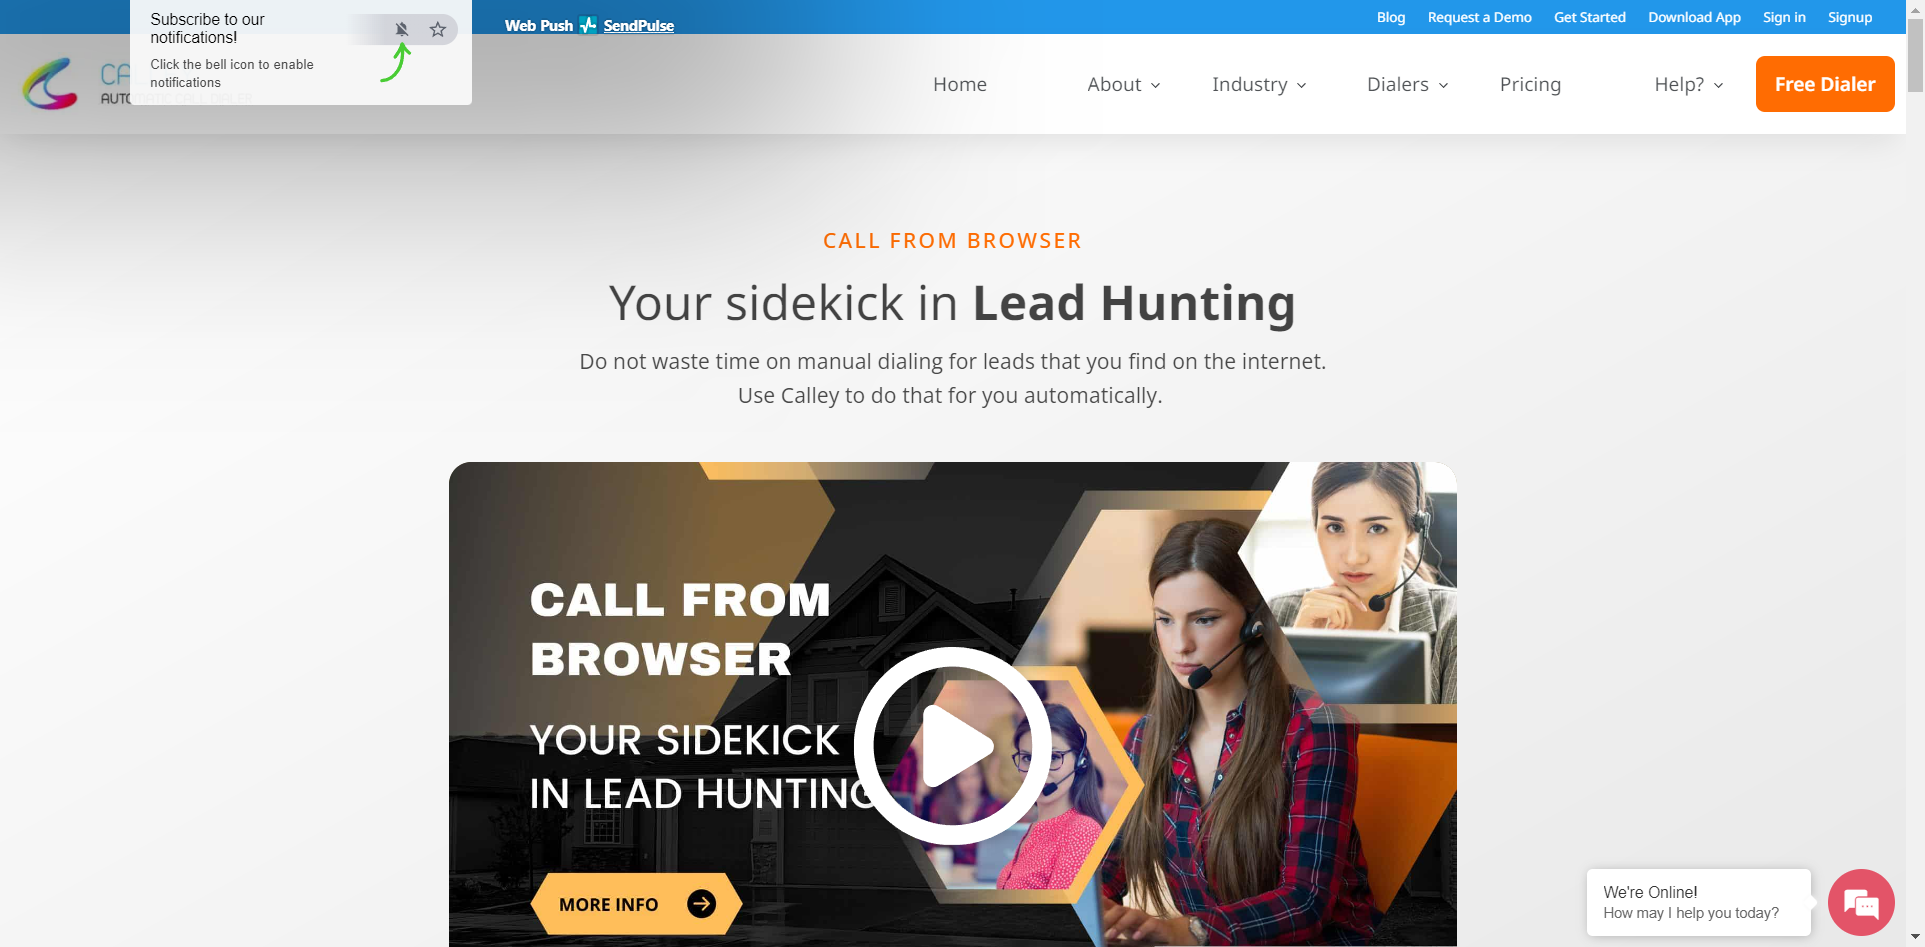 Subscribe to our
notifications!
Click the bell icon to enable
notifications
Web Push SendPulse
Blog Request a Demo Get Started Download App Sign in Signup
CA
AUTOMATIC CALL DIALER
Home About Industry Dialers Pricing Help? Free Dialer
CALL FROM BROWSER
Your sidekick in Lead Hunting
Do not waste time on manual dialing for leads that you find on the internet.
Use Calley to do that for you automatically.
CALL FROM
BROWSER
YOUR SIDEKICK
IN LEAD HUNTING
MORE INFO
We're Online!
How may I help you today?